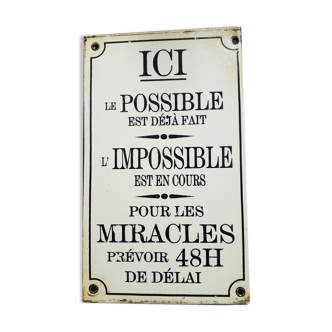 ICI
LE POSSIBLE
EST DÉJÀ FAIT
L'IMPOSSIBLE
EST EN COURS
POUR LES
MIRACLES
PRÉVOIR 48H
DE DÉLAI